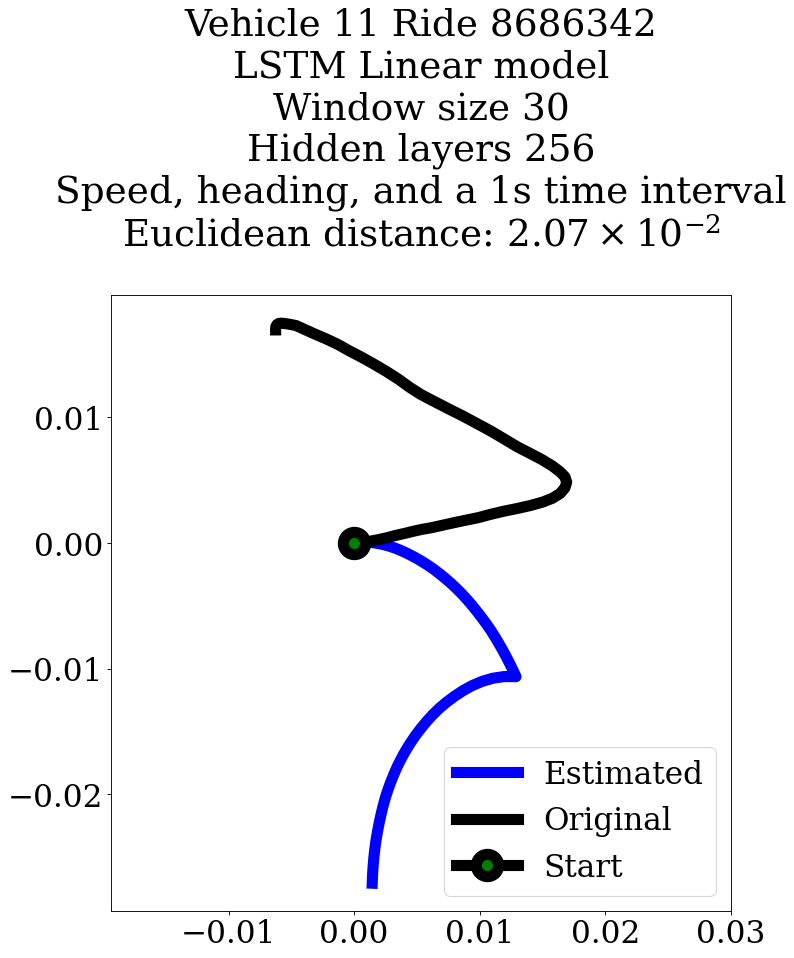 Vehicle 11 Ride 8686342
LSTM Linear model
Window size 30
Hidden layers 256
Speed, heading, and a 1s time interval
Euclidean distance: 2.07 × 10⁻²
0.01
0.00
−0.01
−0.02
Estimated
Original
Start
−0.01 0.00 0.01 0.02 0.03